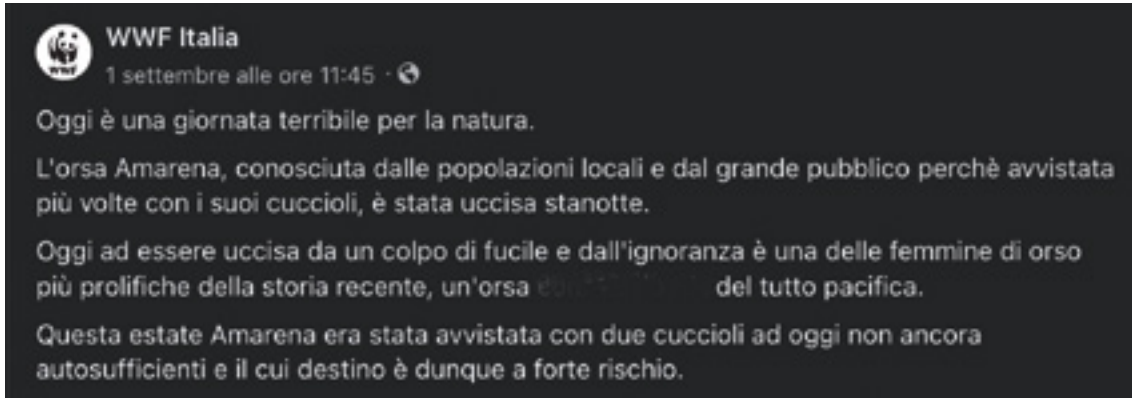 WWF Italia
1 settembre alle ore 11:45 ·
Oggi è una giornata terribile per la natura.
L'orsa Amarena, conosciuta dalle popolazioni locali e dal grande pubblico perchè avvistata
più volte con i suoi cuccioli, è stata uccisa stanotte.
Oggi ad essere uccisa da un colpo di fucile e dall'ignoranza è una delle femmine di orso
più prolifiche della storia recente, un'orsa del tutto pacifica.
Questa estate Amarena era stata avvistata con due cuccioli ad oggi non ancora
autosufficienti e il cui destino è dunque a forte rischio.